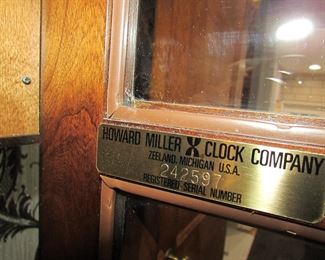 HOWARD MILLER CLOCK COMPANY
ZEELAND, MICHIGAN U.S.A.
242597
REGISTERED SERIAL NUMBER